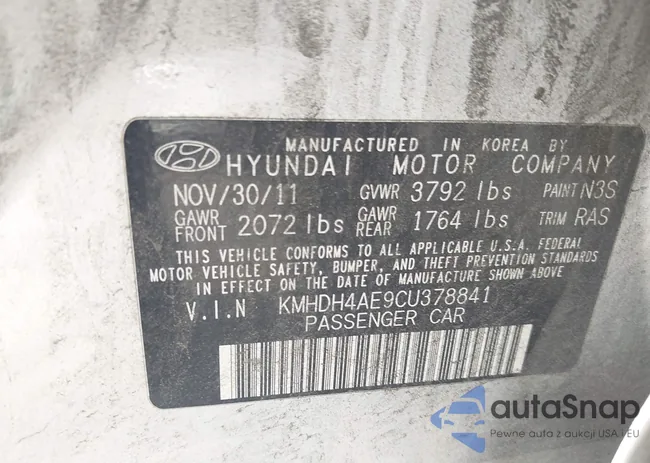 MANUFACTURED IN KOREA BY
HYUNDAI MOTOR COMPANY
NOV/30/11 GVWR 3792 lbs PAINT N3S
GAWR FRONT 2072 lbs GAWR REAR 1764 lbs TRIM RAS
THIS VEHICLE CONFORMS TO ALL APPLICABLE U.S.A. FEDERAL
MOTOR VEHICLE SAFETY, BUMPER, AND THEFT PREVENTION STANDARDS
IN EFFECT ON THE DATE OF MANUFACTURE SHOWN ABOVE
V.I.N KMHDH4AE9CU378841
PASSENGER CAR
autaSnap
Pewne auta z aukcji USA i EU